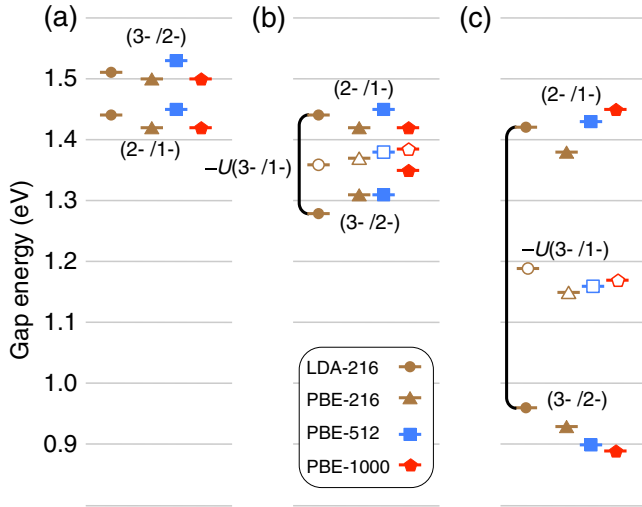 (a)
(b)
(c)
(3- /2-)
(2- /1-)
(2- /1-)
(2- /1-)
1.5
1.4
1.3
1.2
1.1
1.0
0.9
Gap energy (eV)
−U(3- /1-)
(3- /2-)
−U(3- /1-)
(3- /2-)
LDA-216
PBE-216
PBE-512
PBE-1000